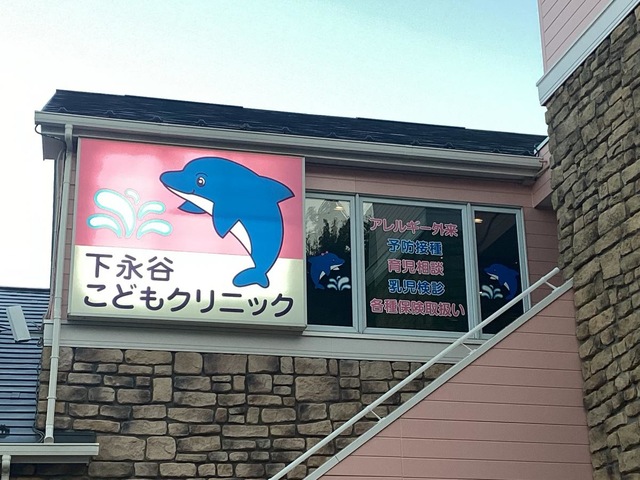 下永谷
こどもクリニック
アレルギー外来
予防接種
育児相談
乳児検診
各種保険取扱い